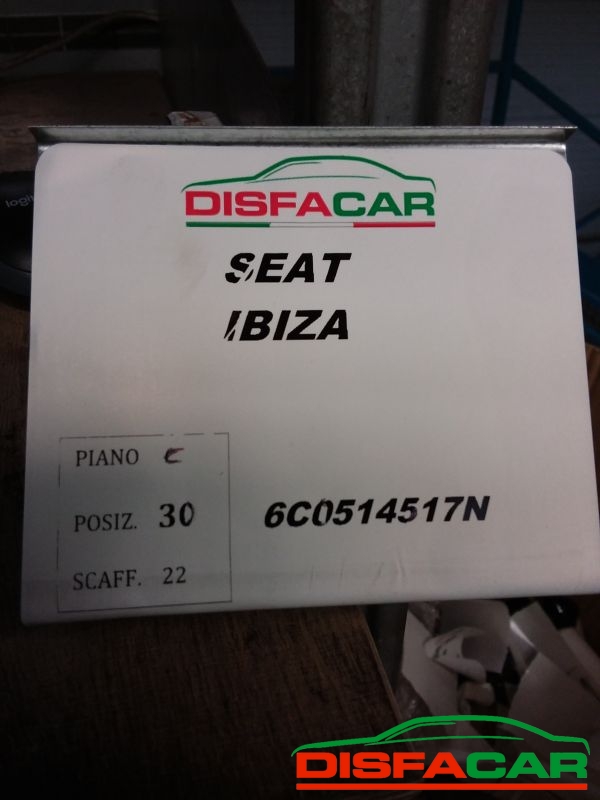 DISFACAR
SEAT
IBIZA
PIANO C
POSIZ. 30
6C0514517N
SCAFF. 22
DISFACAR